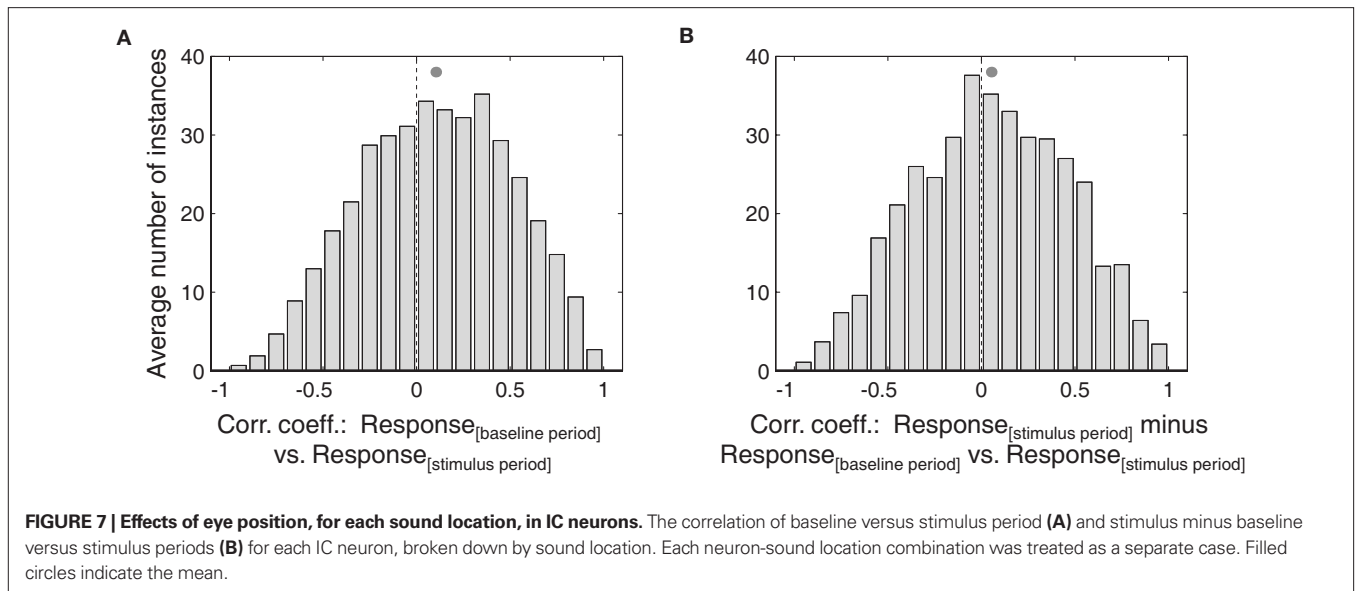 A
B
Average number of instances
40
30
20
10
0
-1 -0.5 0 0.5 1
Corr. coeff.: Response[baseline period]
vs. Response[stimulus period]
40
30
20
10
0
-1 -0.5 0 0.5 1
Corr. coeff.: Response[stimulus period] minus
Response[baseline period] vs. Response[stimulus period]
FIGURE 7 | Effects of eye position, for each sound location, in IC neurons. The correlation of baseline versus stimulus period (A) and stimulus minus baseline
versus stimulus periods (B) for each IC neuron, broken down by sound location. Each neuron-sound location combination was treated as a separate case. Filled
circles indicate the mean.